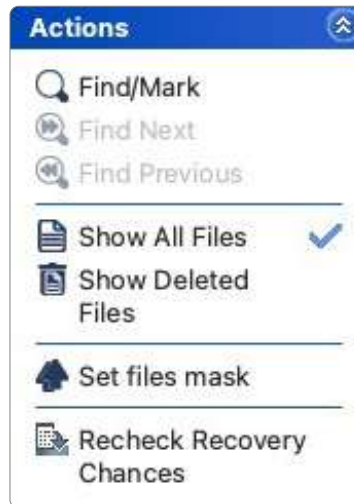 Actions
Find/Mark
Find Next
Find Previous
Show All Files
Show Deleted
Files
Set files mask
Recheck Recovery
Chances